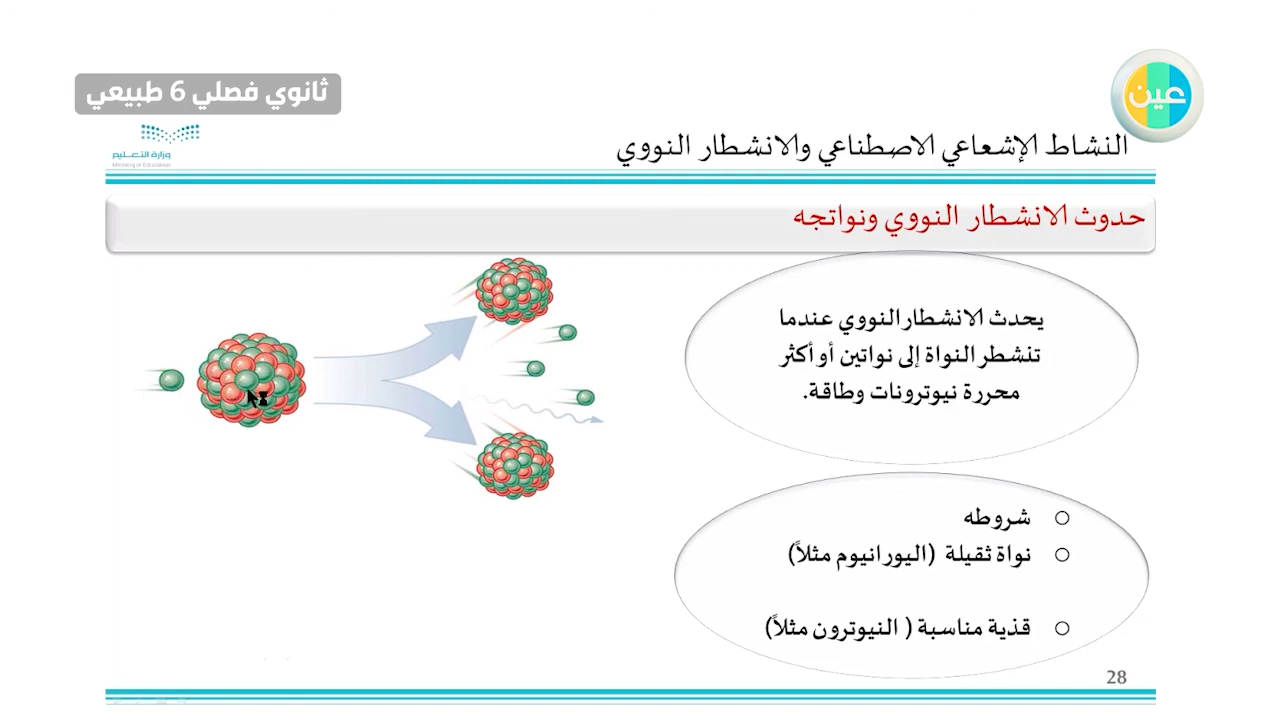 ثانوي فصلي 6 طبيعي
عين
وزارة التعليم
Ministry of Education
النشاط الإشعاعي الاصطناعي والانشطار النووي
حدوث الانشطار النووي ونواتجه
يحدث الانشطار النووي عندما
تنشطر النواة إلى نواتين أو أكثر
محررة نيوترونات وطاقة.
○ شروطه
○ نواة ثقيلة (اليورانيوم مثلاً)
○ قذية مناسبة ( النيوترون مثلاً)
28